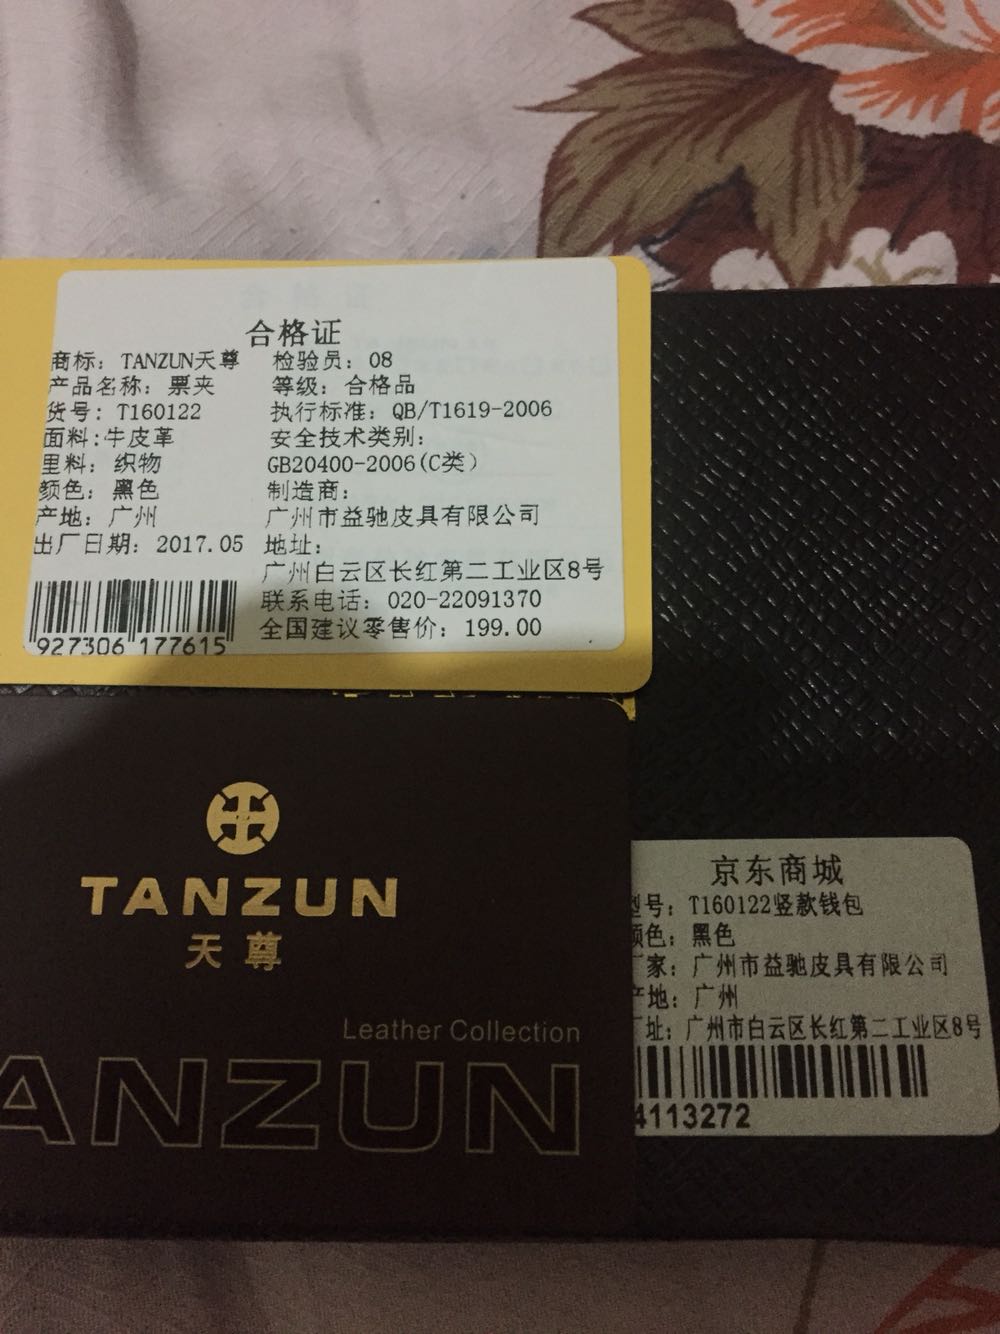 合格证
商标：TANZUN天尊
产品名称：票夹
货号：T160122
面料:牛皮革
里料：织物
颜色：黑色
产地：广州
出厂日期：2017.05
927306 177615
检验员：08
等级：合格品
执行标准：QB/T1619-2006
安全技术类别：
GB20400-2006(C类）
制造商：
广州市益驰皮具有限公司
地址：
广州白云区长红第二工业区8号
联系电话：020-22091370
全国建议零售价：199.00
TANZUN
天尊
Leather Collection
ANZUN
京东商城
型号：T160122竖款钱包
颜色：黑色
厂家：广州市益驰皮具有限公司
产地：广州
厂址：广州市白云区长红第二工业区8号
4113272